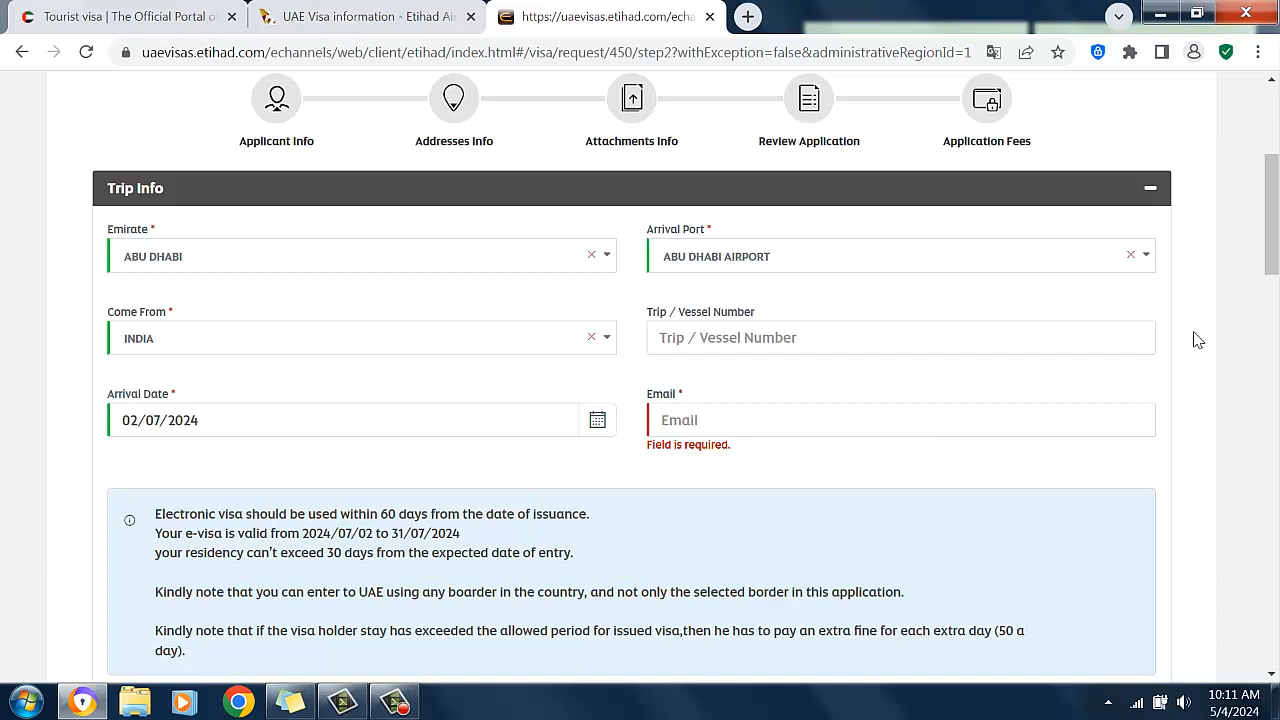 Tourist visa | The Official Portal of
UAE Visa information - Etihad A
https://uaevisas.etihad.com/echa
uaevisas.etihad.com/echannels/web/client/etihad/index.html#/visa/request/450/step2?withException=false&administrativeRegionId=1
Applicant Info
Addresses Info
Attachments Info
Review Application
Application Fees
Trip Info
Emirate *
Arrival Port *
ABU DHABI
ABU DHABI AIRPORT
Come From *
Trip / Vessel Number
INDIA
Trip / Vessel Number
Arrival Date *
Email *
02/07/2024
Email
Field is required.
Electronic visa should be used within 60 days from the date of issuance.
Your e-visa is valid from 2024/07/02 to 31/07/2024
your residency can't exceed 30 days from the expected date of entry.
Kindly note that you can enter to UAE using any boarder in the country, and not only the selected border in this application.
Kindly note that if the visa holder stay has exceeded the allowed period for issued visa,then he has to pay an extra fine for each extra day (50 a
day).
10:11 AM
5/4/2024